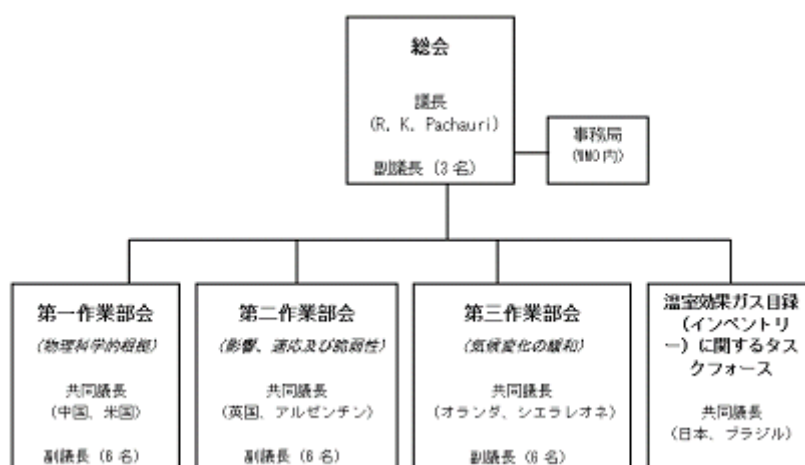 総会
議長
(R. K. Pachauri)
副議長 (3 名)
事務局
(WMO 内)
第一作業部会
(物理科学的根拠)
共同議長
(中国、米国)
副議長 (6 名)
第二作業部会
(影響、適応及び脆弱性)
共同議長
(英国、アルゼンチン)
副議長 (6 名)
第三作業部会
(気候変化の緩和)
共同議長
(オランダ、シエラレオネ)
副議長 (6 名)
温室効果ガス目録
(インベントリ
ー) に関するタス
クフォース
共同議長
(日本、ブラジル)